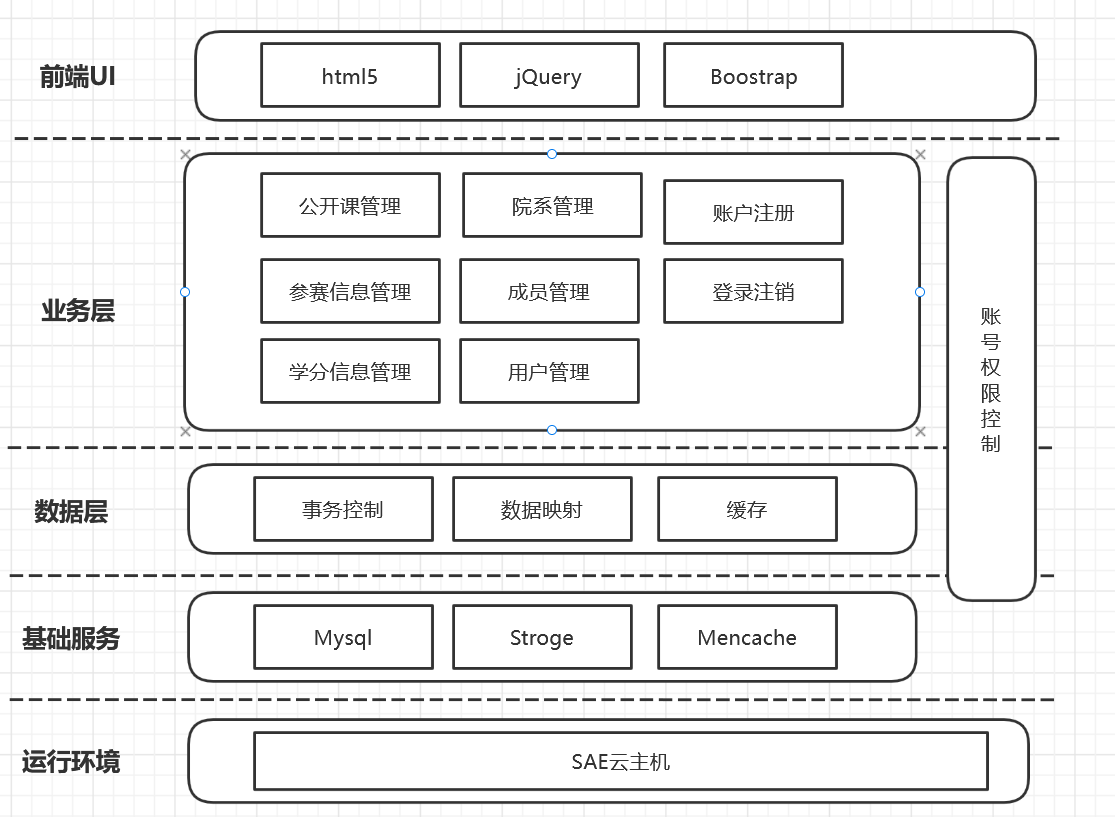 前端UI
html5
jQuery
Boostrap
业务层
公开课管理
院系管理
账户注册
参赛信息管理
成员管理
登录注销
学分信息管理
用户管理
账
号
权
限
控
制
数据层
事务控制
数据映射
缓存
基础服务
Mysql
Stroge
Mencache
运行环境
SAE云主机